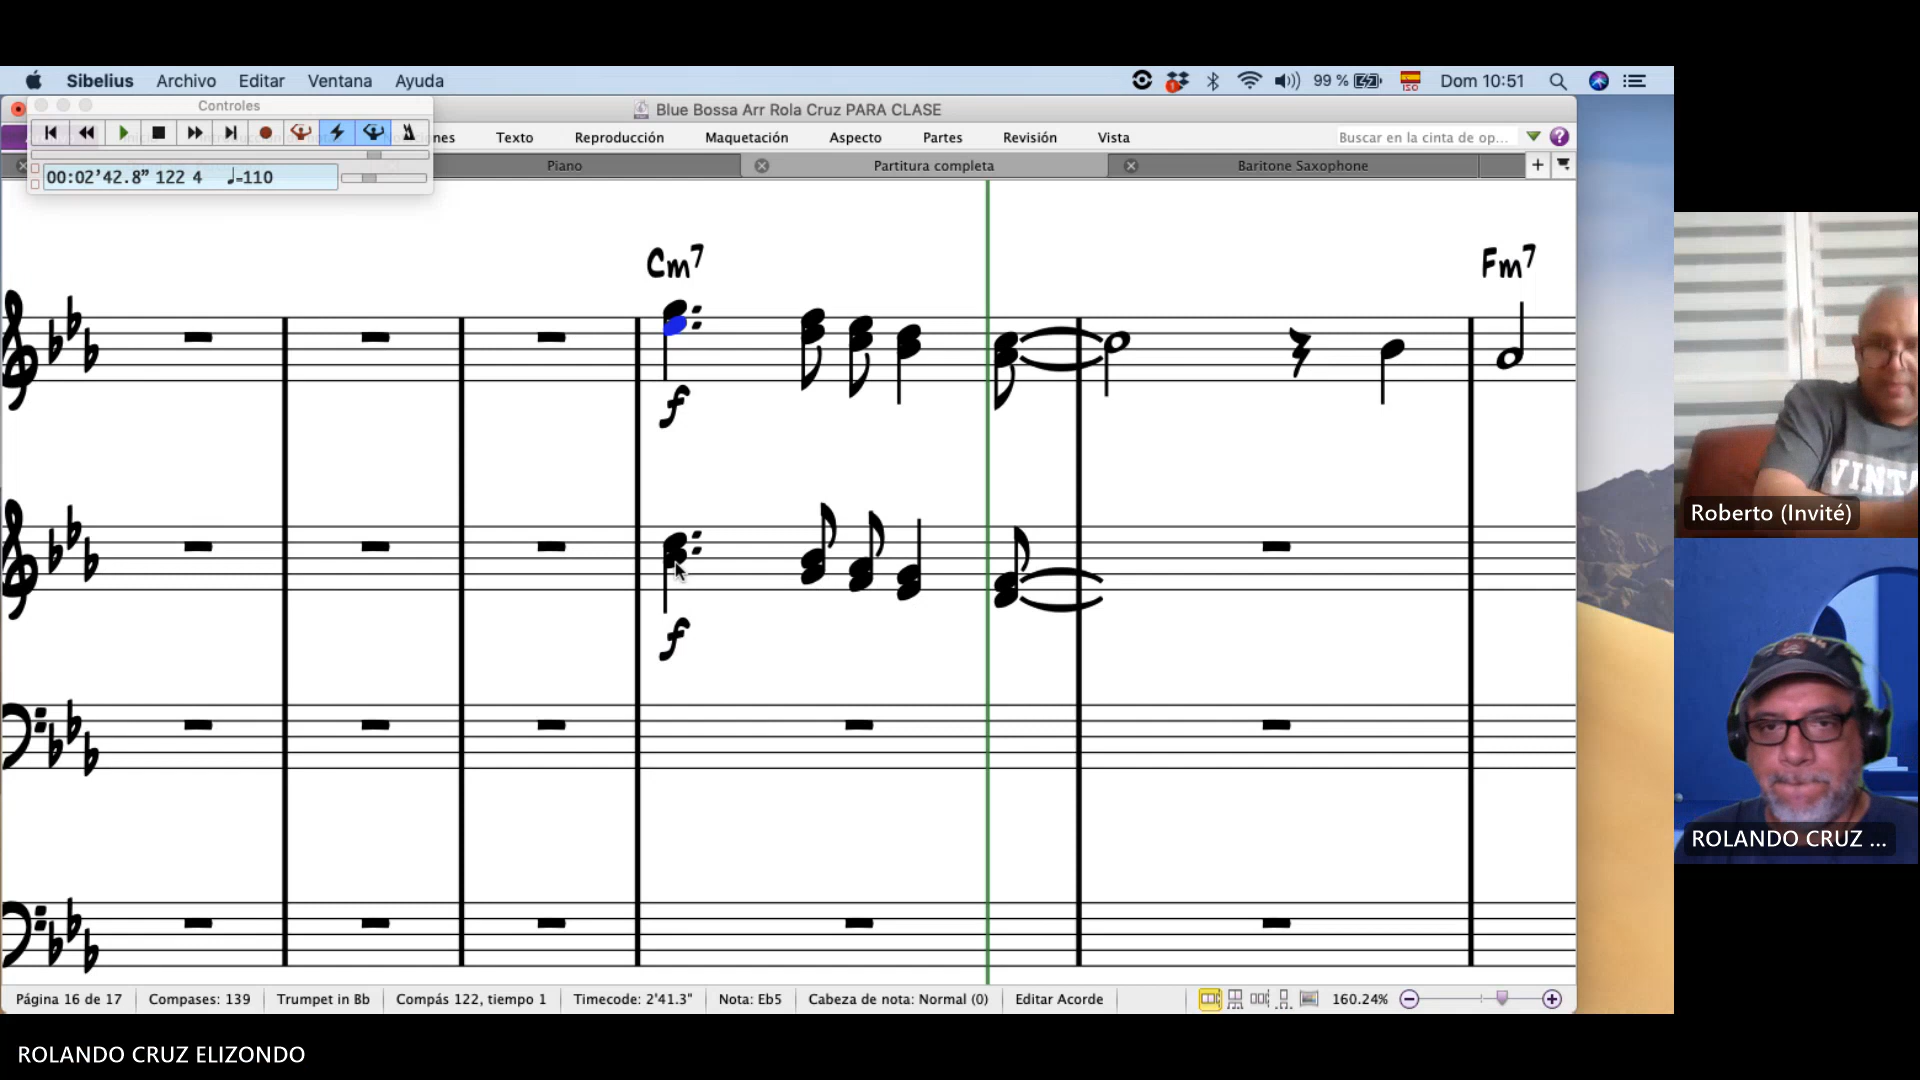 Sibelius Archivo Editar Ventana Ayuda 99 % ISO Dom 10:51
Controles
Blue Bossa Arr Rola Cruz PARA CLASE
nes Texto Reproducción Maquetación Aspecto Partes Revisión Vista Buscar en la cinta de op...
Piano Partitura completa Baritone Saxophone
00:02'42.8" 122 4 ♩=110
Cm7 Fm7
f
f
Roberto (Invité)
VINTA
ROLANDO CRUZ ...
Página 16 de 17 Compases: 139 Trumpet in Bb Compás 122, tiempo 1 Timecode: 2'41.3" Nota: Eb5 Cabeza de nota: Normal (0) Editar Acorde 160.24%
ROLANDO CRUZ ELIZONDO